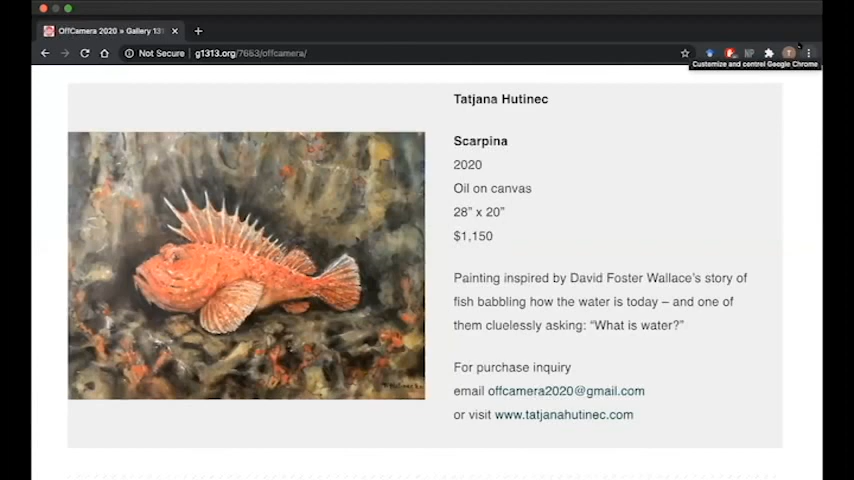 OffCamera 2020 » Gallery 131
Not Secure
g1313.org/7663/offcamera/
Customize and control Google Chrome
Tatjana Hutinec
Scarpina
2020
Oil on canvas
28” x 20”
$1,150
Painting inspired by David Foster Wallace’s story of
fish babbling how the water is today – and one of
them cluelessly asking: “What is water?”
For purchase inquiry
email offcamera2020@gmail.com
or visit www.tatjanahutinec.com